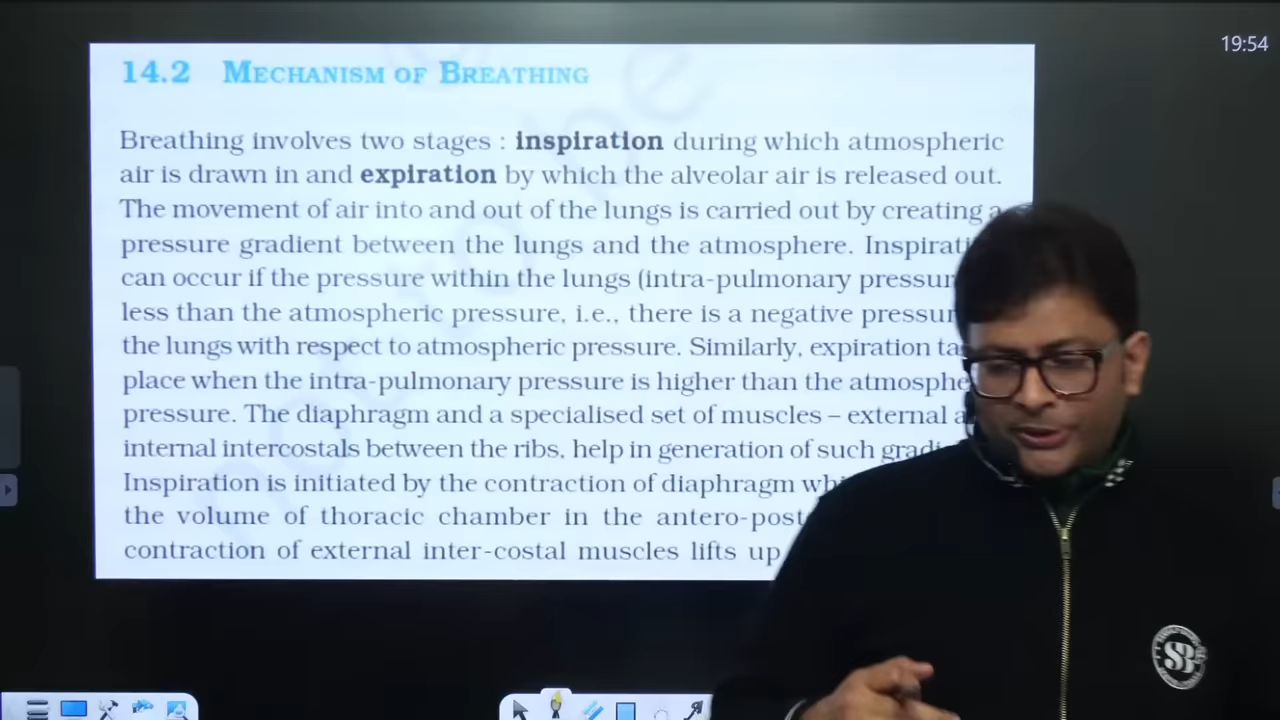 19:54
14.2 MECHANISM OF BREATHING
Breathing involves two stages : inspiration during which atmospheric
air is drawn in and expiration by which the alveolar air is released out.
The movement of air into and out of the lungs is carried out by creating a
pressure gradient between the lungs and the atmosphere. Inspirati
can occur if the pressure within the lungs (intra-pulmonary pressur
less than the atmospheric pressure, i.e., there is a negative pressur
the lungs with respect to atmospheric pressure. Similarly, expiration ta
place when the intra-pulmonary pressure is higher than the atmosphe
pressure. The diaphragm and a specialised set of muscles – external a
internal intercostals between the ribs, help in generation of such gradi
Inspiration is initiated by the contraction of diaphragm whi
the volume of thoracic chamber in the antero-post
contraction of external inter-costal muscles lifts up
SB